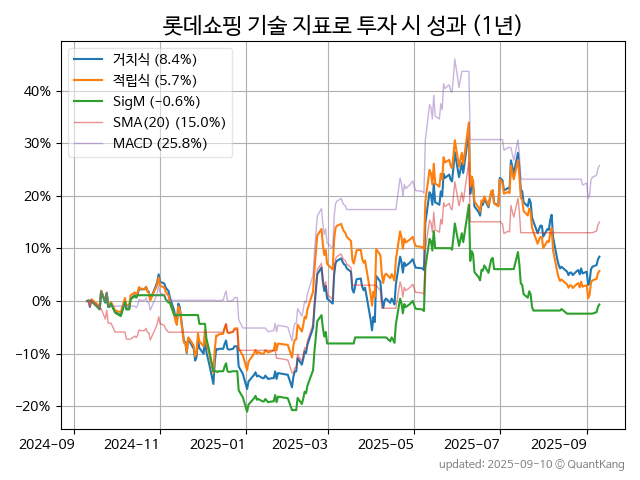 롯데쇼핑 기술 지표로 투자 시 성과 (1년)
거치식 (8.4%)
적립식 (5.7%)
SigM (−0.6%)
SMA(20) (15.0%)
MACD (25.8%)
40%
30%
20%
10%
0%
−10%
−20%
2024-09 2024-11 2025-01 2025-03 2025-05 2025-07 2025-09
updated: 2025-09-10 © QuantKang